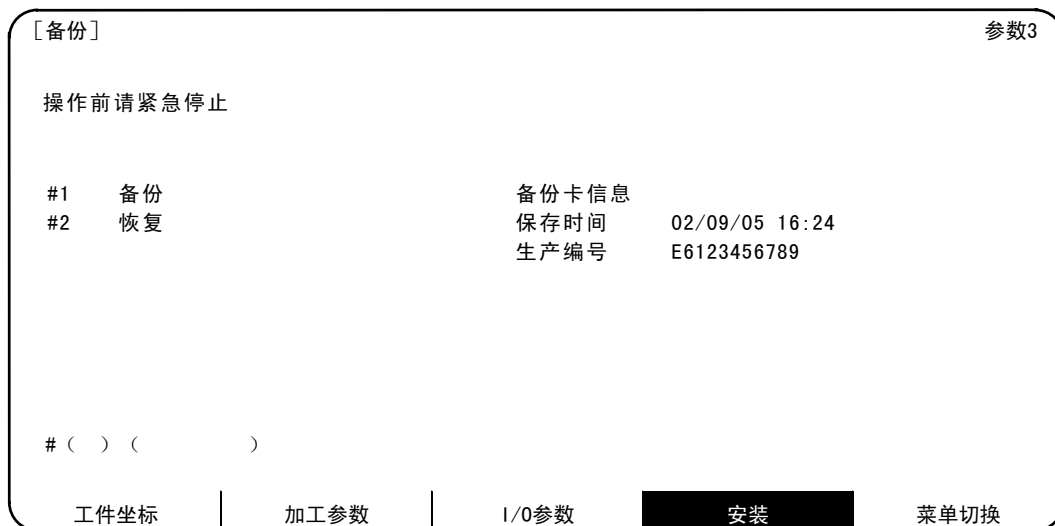 ［备份］ 参数3
操作前请紧急停止
#1 备份 备份卡信息
#2 恢复 保存时间 02/09/05 16:24
生产编号 E6123456789
#（ ）（ ）
工件坐标 加工参数 I/O参数 安装 菜单切换